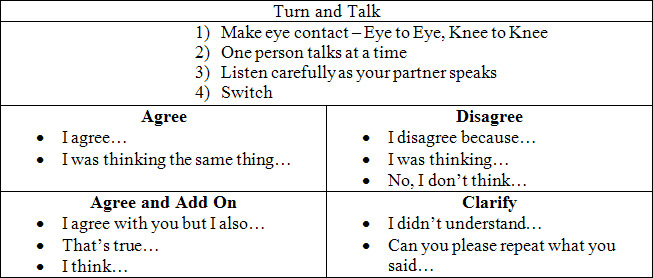 Turn and Talk
1) Make eye contact – Eye to Eye, Knee to Knee
2) One person talks at a time
3) Listen carefully as your partner speaks
4) Switch
Agree
• I agree…
• I was thinking the same thing…
Disagree
• I disagree because…
• I was thinking…
• No, I don’t think…
Agree and Add On
• I agree with you but I also…
• That’s true…
• I think…
Clarify
• I didn’t understand…
• Can you please repeat what you
said…